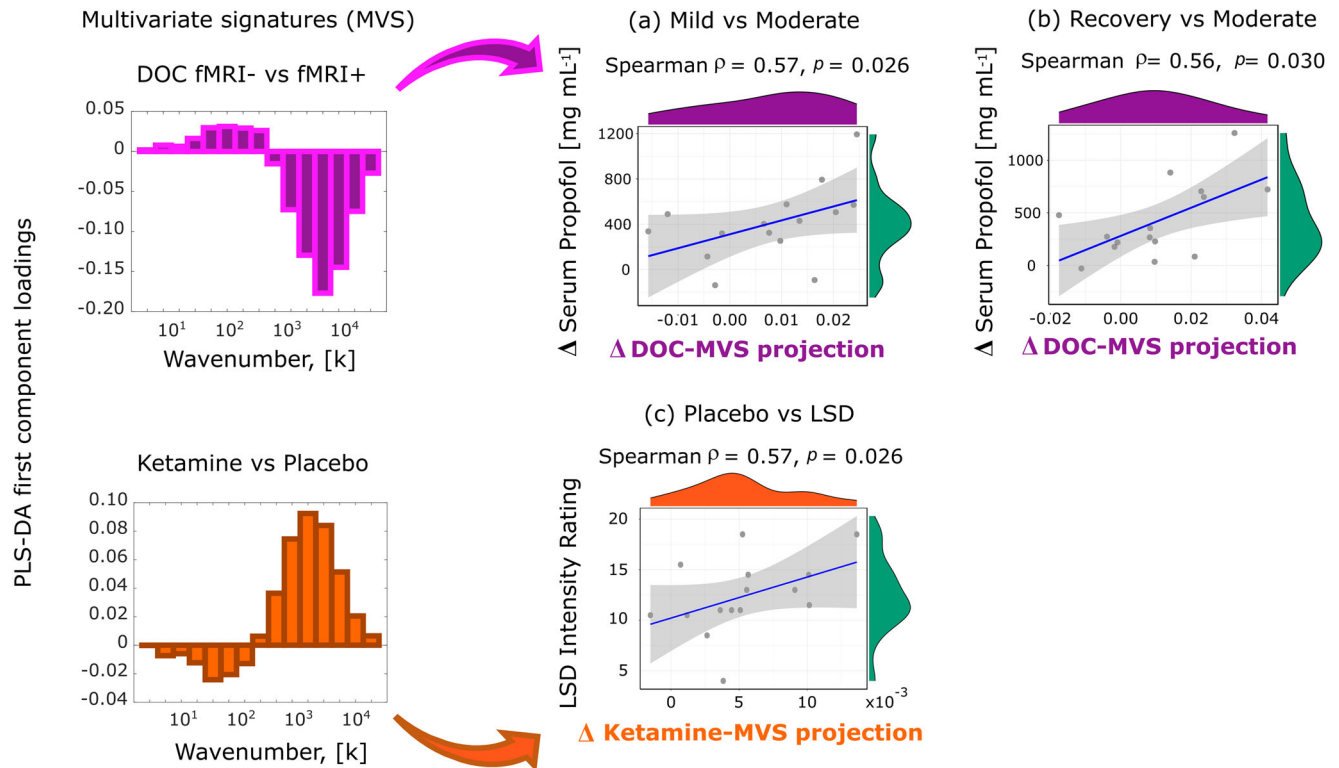 Multivariate signatures (MVS)
DOC fMRI- vs fMRI+
0.05
0
-0.05
-0.10
-0.15
-0.20
10¹ 10² 10³ 10⁴
Wavenumber, [k]
PLS-DA first component loadings
(a) Mild vs Moderate
Spearman ρ = 0.57, p = 0.026
Δ Serum Propofol [mg mL⁻¹]
1200
800
400
0
-0.01 0.00 0.01 0.02
Δ DOC-MVS projection
(b) Recovery vs Moderate
Spearman ρ= 0.56, p= 0.030
Δ Serum Propofol [mg mL⁻¹]
1000
500
0
-0.02 0.00 0.02 0.04
Δ DOC-MVS projection
Ketamine vs Placebo
0.10
0.08
0.06
0.04
0.02
0
-0.02
-0.04
10¹ 10² 10³ 10⁴
Wavenumber, [k]
(c) Placebo vs LSD
Spearman ρ = 0.57, p = 0.026
LSD Intensity Rating
20
15
10
5
0 5 10 x10⁻³
Δ Ketamine-MVS projection